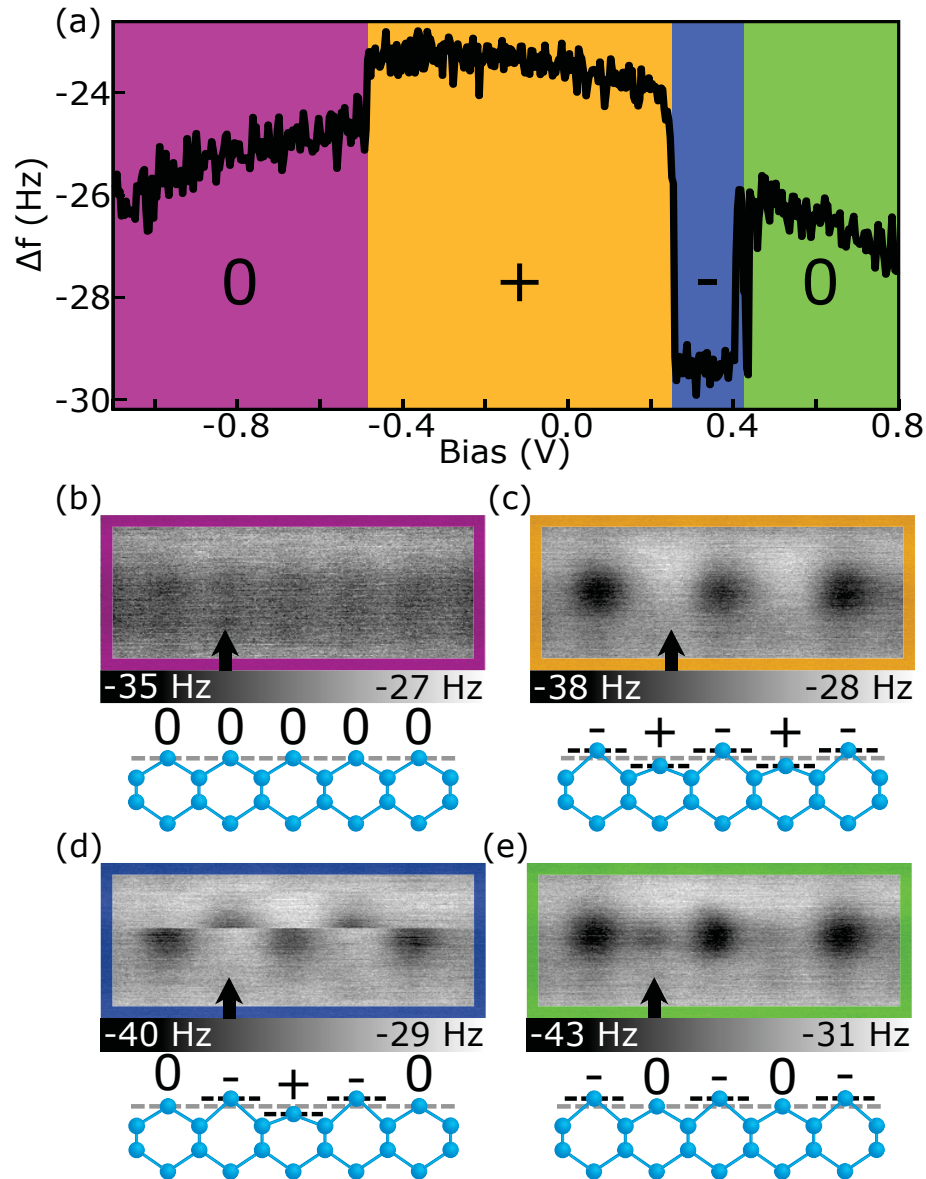 (a)
-24
-26
-28
-30
Δf (Hz)
0 + - 0
-0.8 -0.4 0.0 0.4 0.8
Bias (V)
(b) (c)
-35 Hz -27 Hz -38 Hz -28 Hz
0 0 0 0 0 - + - + -
(d) (e)
-40 Hz -29 Hz -43 Hz -31 Hz
0 - + - 0 - 0 - 0 -